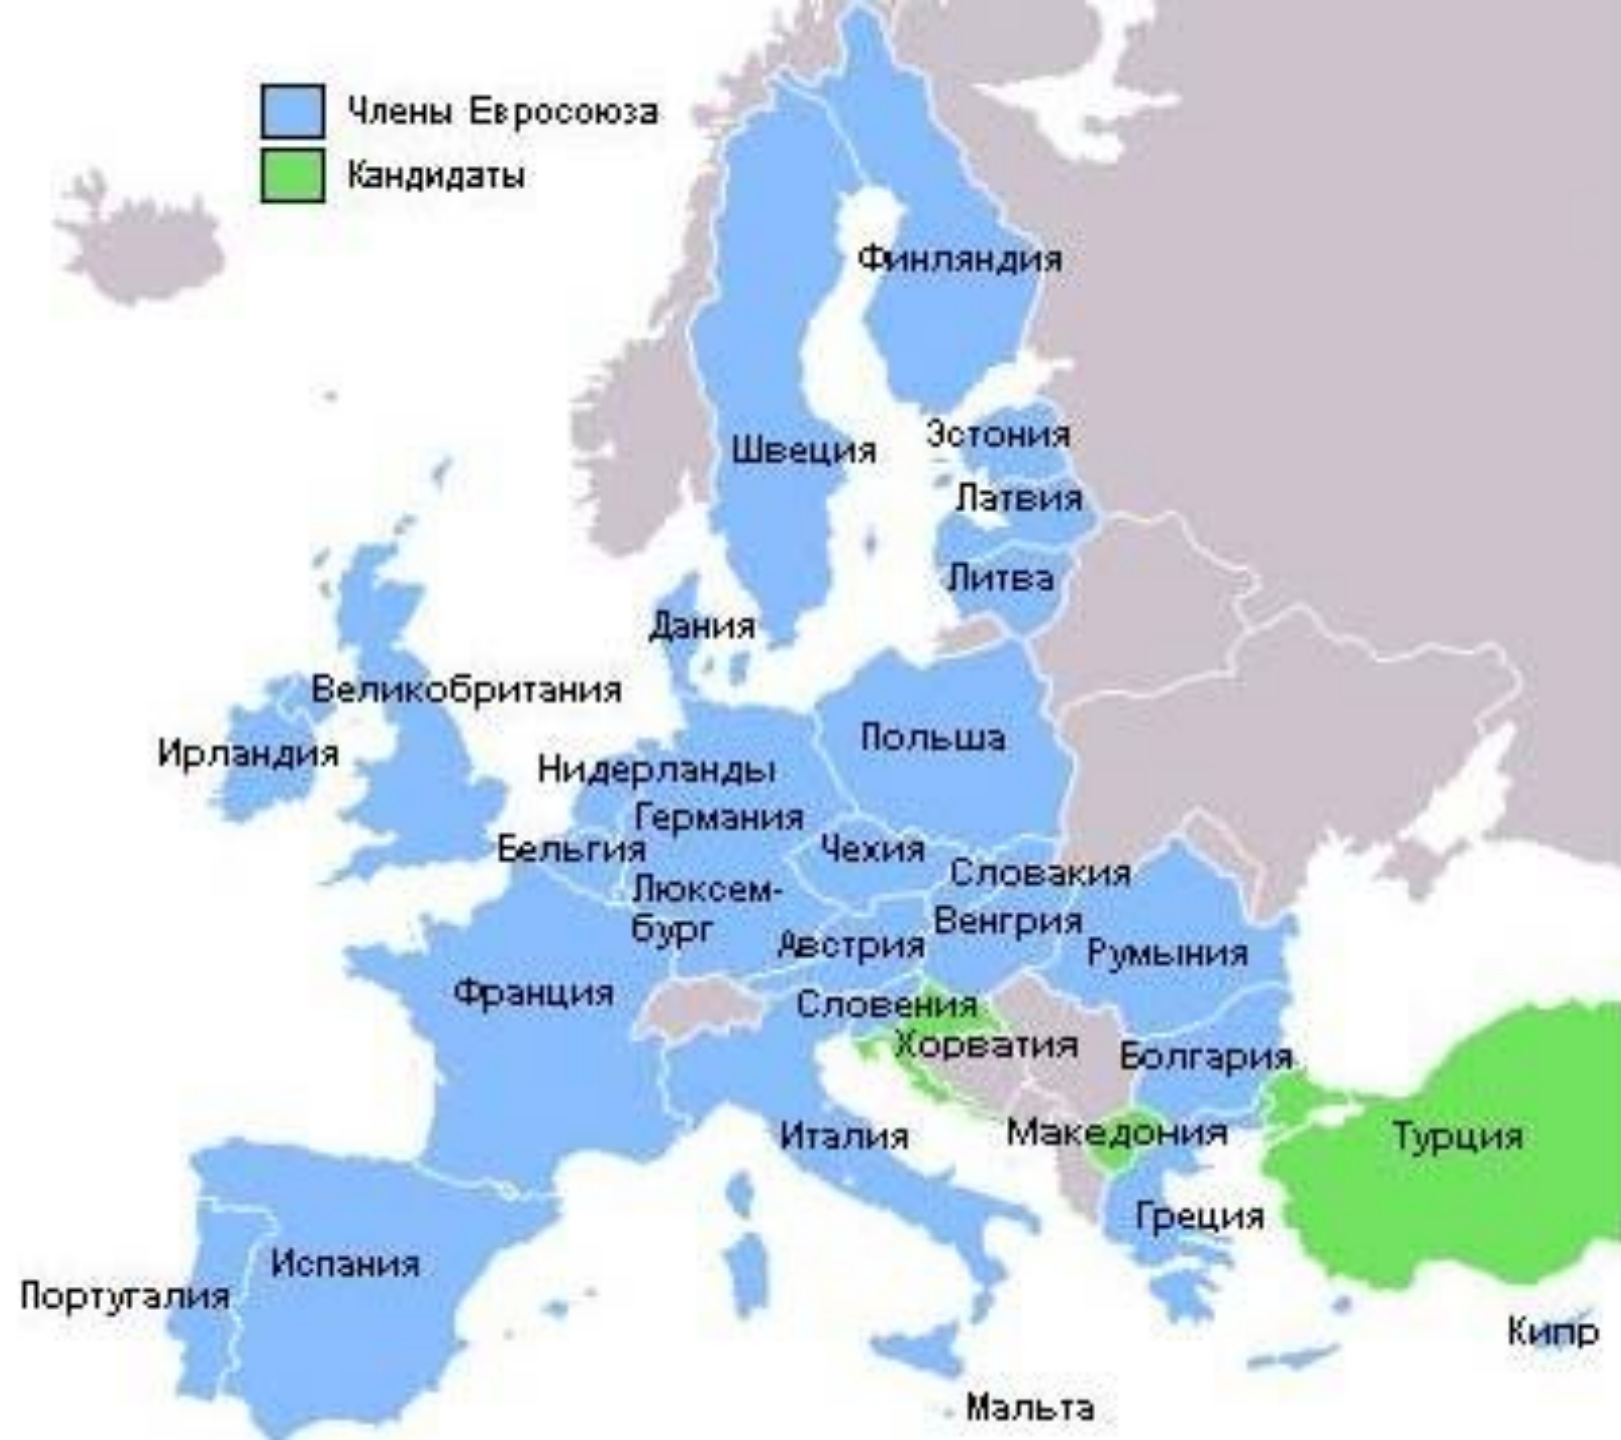 Члены Евросоюза
Кандидаты
Финляндия
Швеция
Эстония
Латвия
Литва
Дания
Великобритания
Ирландия
Польша
Нидерланды
Германия
Бельгия
Чехия
Словакия
Люксем-
бург
Венгрия
Австрия
Румыния
Франция
Словения
Хорватия
Болгария
Италия
Македония
Турция
Греция
Испания
Португалия
Кипр
Мальта